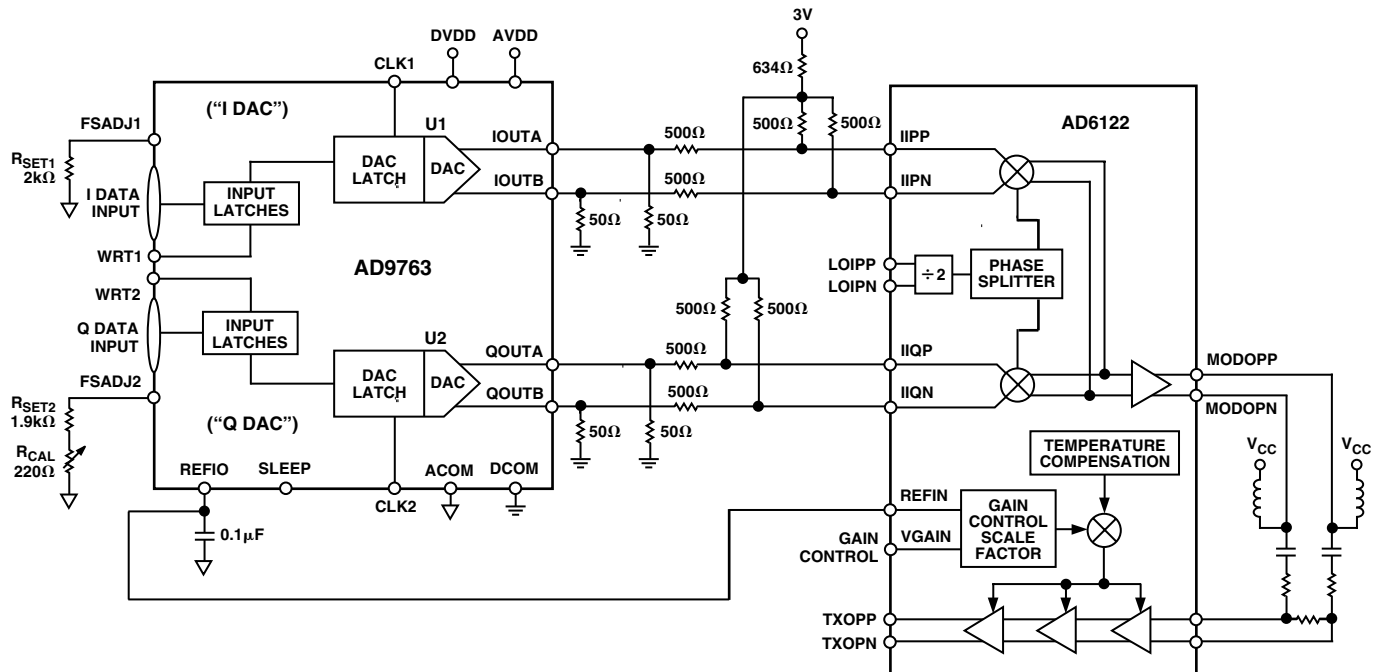 3V
DVDD AVDD
CLK1
634Ω
("I DAC")
FSADJ1
RSET1
2kΩ
U1
IOUTA
DAC
LATCH
DAC
IOUTB
500Ω
500Ω
500Ω
500Ω
IIPP
IIPN
AD6122
I DATA
INPUT
INPUT
LATCHES
50Ω
50Ω
WRT1
AD9763
LOIPP
LOIPN
÷2
PHASE
SPLITTER
WRT2
Q DATA
INPUT
INPUT
LATCHES
500Ω
500Ω
U2
QOUTA
DAC
LATCH
DAC
QOUTB
500Ω
500Ω
IIQP
IIQN
MODOPP
MODOPN
FSADJ2
RSET2
1.9kΩ
("Q DAC")
50Ω
50Ω
RCAL
220Ω
REFIO
SLEEP
CLK2
ACOM
DCOM
TEMPERATURE
COMPENSATION
VCC
VCC
0.1µF
REFIN
GAIN
CONTROL
VGAIN
GAIN
CONTROL
SCALE
FACTOR
TXOPP
TXOPN